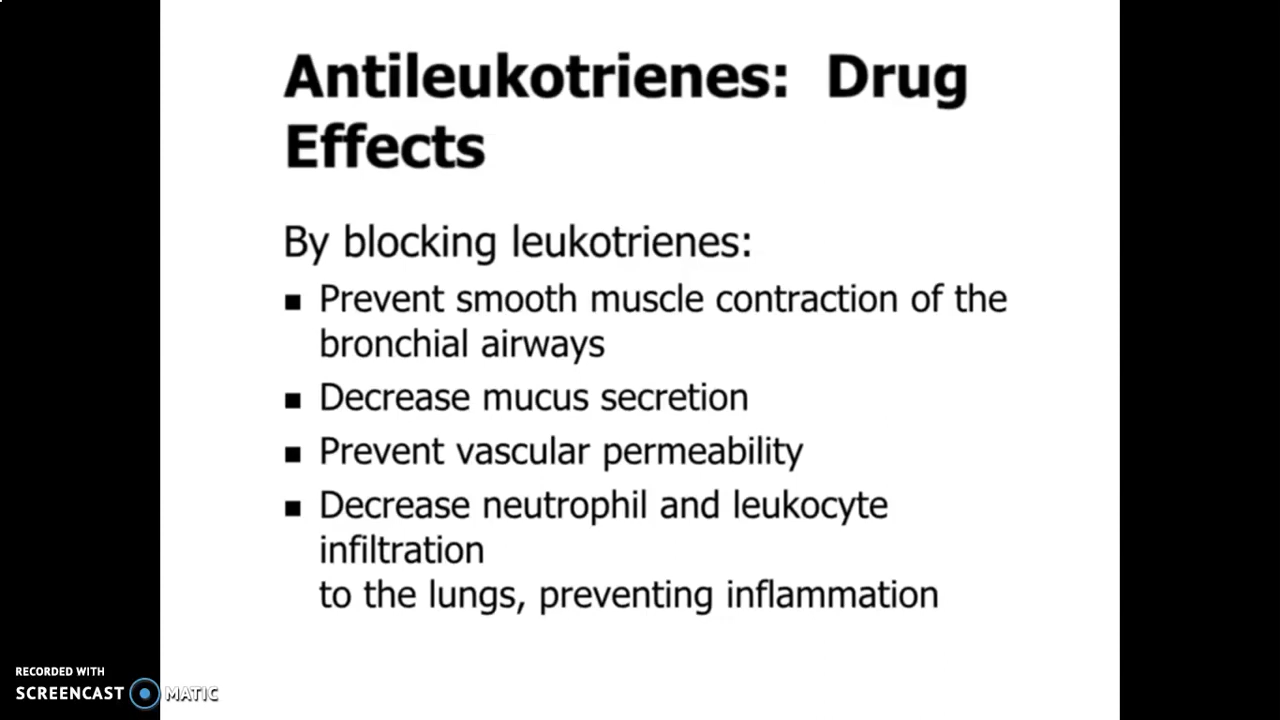 Antileukotrienes: Drug
Effects
By blocking leukotrienes:
■ Prevent smooth muscle contraction of the
bronchial airways
■ Decrease mucus secretion
■ Prevent vascular permeability
■ Decrease neutrophil and leukocyte
infiltration
to the lungs, preventing inflammation
RECORDED WITH
SCREENCAST MATIC